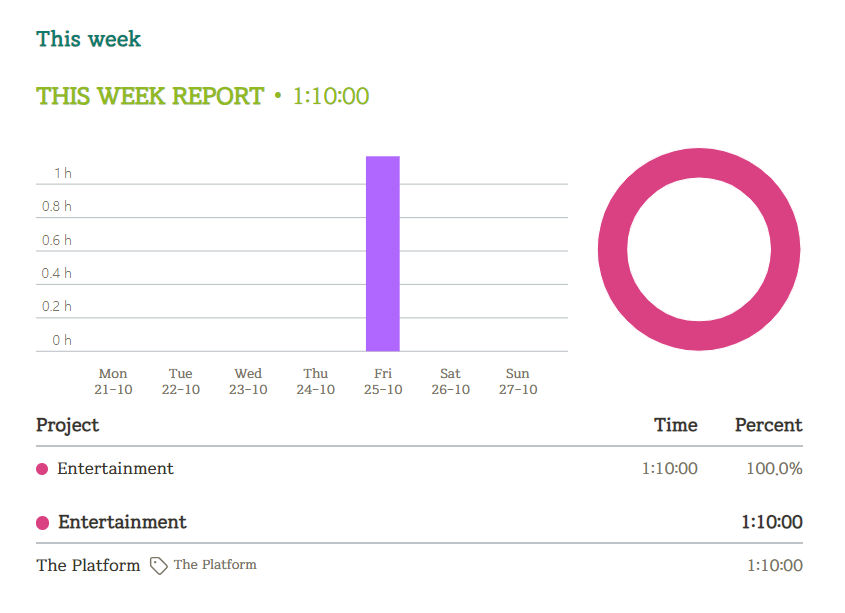 This week
THIS WEEK REPORT • 1:10:00
1 h
0.8 h
0.6 h
0.4 h
0.2 h
0 h
Mon Tue Wed Thu Fri Sat Sun
21-10 22-10 23-10 24-10 25-10 26-10 27-10
Project Time Percent
Entertainment 1:10:00 100,0%
Entertainment 1:10:00
The Platform The Platform 1:10:00